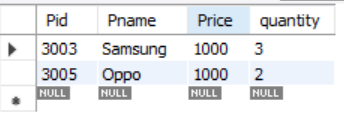 Pid Pname Price quantity
3003 Samsung 1000 3
3005 Oppo 1000 2
NULL NULL NULL NULL